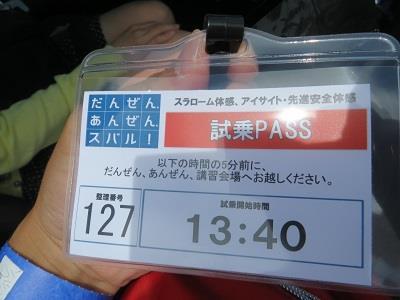 だんぜん、
あんぜん、
スバル!
スラローム体感、アイサイト・先進安全体感
試乗PASS
以下の時間の5分前に、
だんぜん、あんぜん、講習会場へお越しください。
整理番号
127
試乗開始時間
13:40